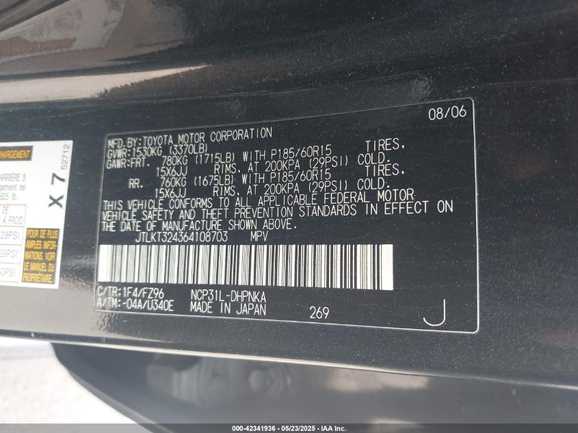 08/06
MFD.BY:TOYOTA MOTOR CORPORATION
GVWR:1530KG (3370LB)
GAWR:FRT. 780KG (1715LB) WITH P185/60R15 TIRES.
15X6JJ RIMS. AT 200KPA (29PSI) COLD.
RR. 760KG (1675LB) WITH P185/60R15 TIRES.
15X6JJ RIMS. AT 200KPA (29PSI) COLD.
THIS VEHICLE CONFORMS TO ALL APPLICABLE FEDERAL MOTOR
VEHICLE SAFETY AND THEFT PREVENTION STANDARDS IN EFFECT ON
THE DATE OF MANUFACTURE SHOWN ABOVE.
JTLKT324364108703 MPV
C/TR:1F4/FZ96 NCP31L-DHPNKA
A/TM:-04A/U340E MADE IN JAPAN 269 J
X 7
52712
000-42341936 - 05/23/2025 - IAA Inc.